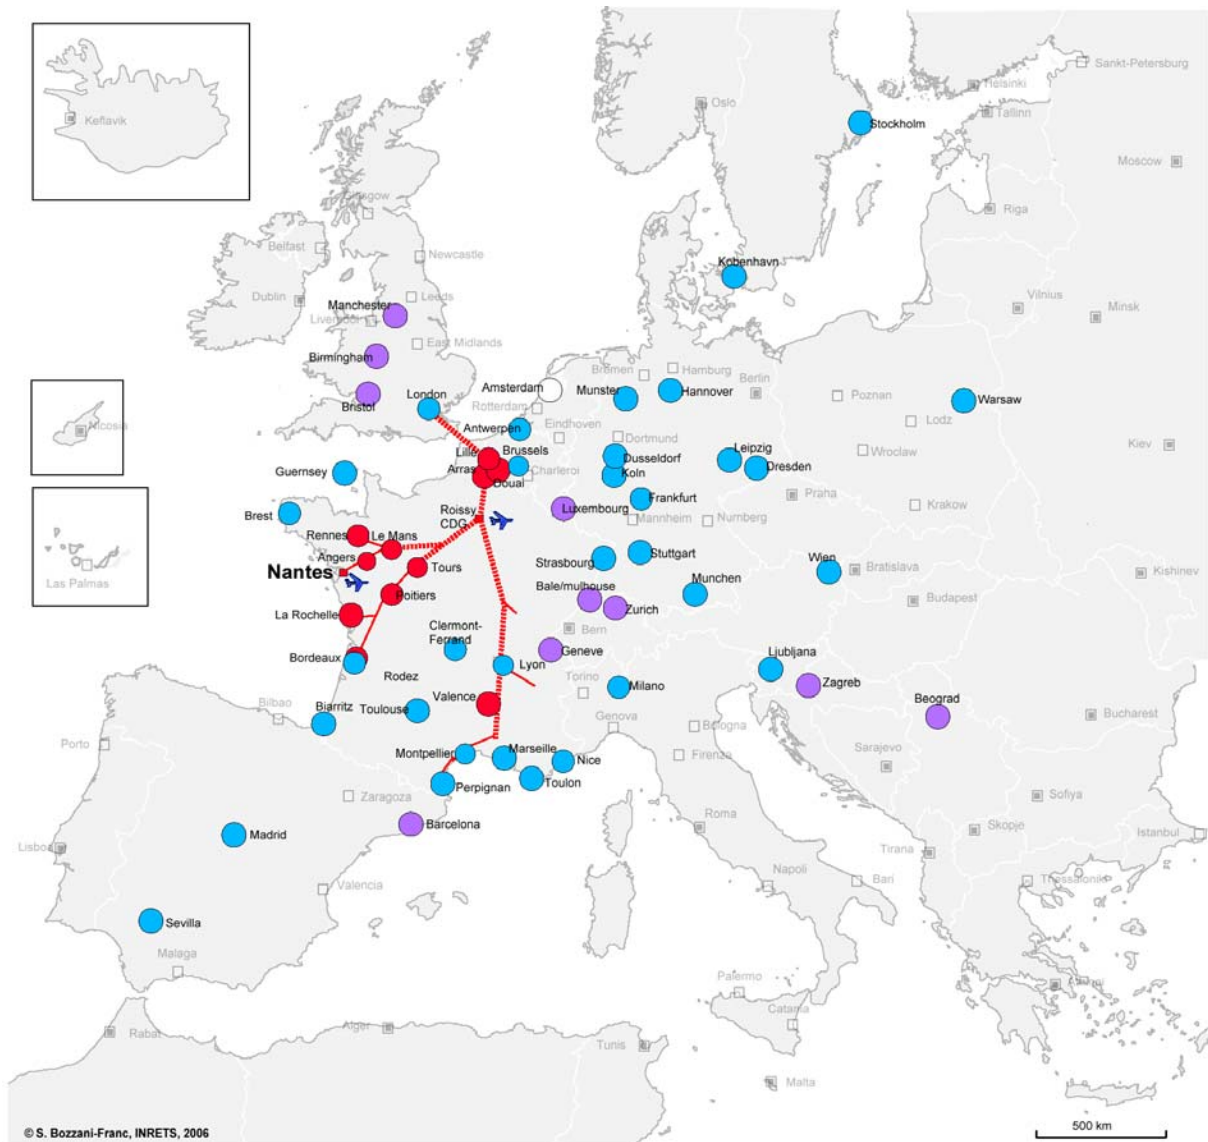 Sankt-Petersburg
Helsinki
Keflavik
Oslo
Tallinn
Stockholm
Moscow
Glasgow
Riga
Belfast
Newcastle
Kobenhavn
Dublin
Leeds
Manchester
Liverpool
Vilnius
Minsk
East Midlands
Birmingham
Bremen
Hamburg
Berlin
Amsterdam
Munster
Hannover
Poznan
Warsaw
Bristol
London
Rotterdam
Lodz
Nicosia
Antwerpen
Eindhoven
Dortmund
Kiev
Lille
Brussels
Dusseldorf
Leipzig
Wroclaw
Guernsey
Arras
Charleroi
Koln
Dresden
Douai
Frankfurt
Praha
Krakow
Brest
Roissy
CDG
Luxembourg
Mannheim
Nurnberg
Rennes
Le Mans
Angers
Strasbourg
Stuttgart
Wien
Nantes
Tours
Bratislava
Kishinev
Las Palmas
Bale/mulhouse
Munchen
Poitiers
Zurich
Budapest
La Rochelle
Clermont-
Ferrand
Bern
Bordeaux
Lyon
Geneve
Ljubljana
Rodez
Torino
Milano
Zagreb
Valence
Bilbao
Biarritz
Toulouse
Beograd
Bucharest
Genova
Bologna
Porto
Montpellier
Marseille
Nice
Firenze
Sarajevo
Perpignan
Toulon
Zaragoza
Sofiya
Madrid
Barcelona
Roma
Skopje
Istanbul
Lisboa
Tirana
Valencia
Napoli
Bari
Thessaloniki
Sevilla
Malaga
Palermo
Catania
Rabat
Alger
Tunis
Malta
© S. Bozzani-Franc, INRETS, 2006
500 km